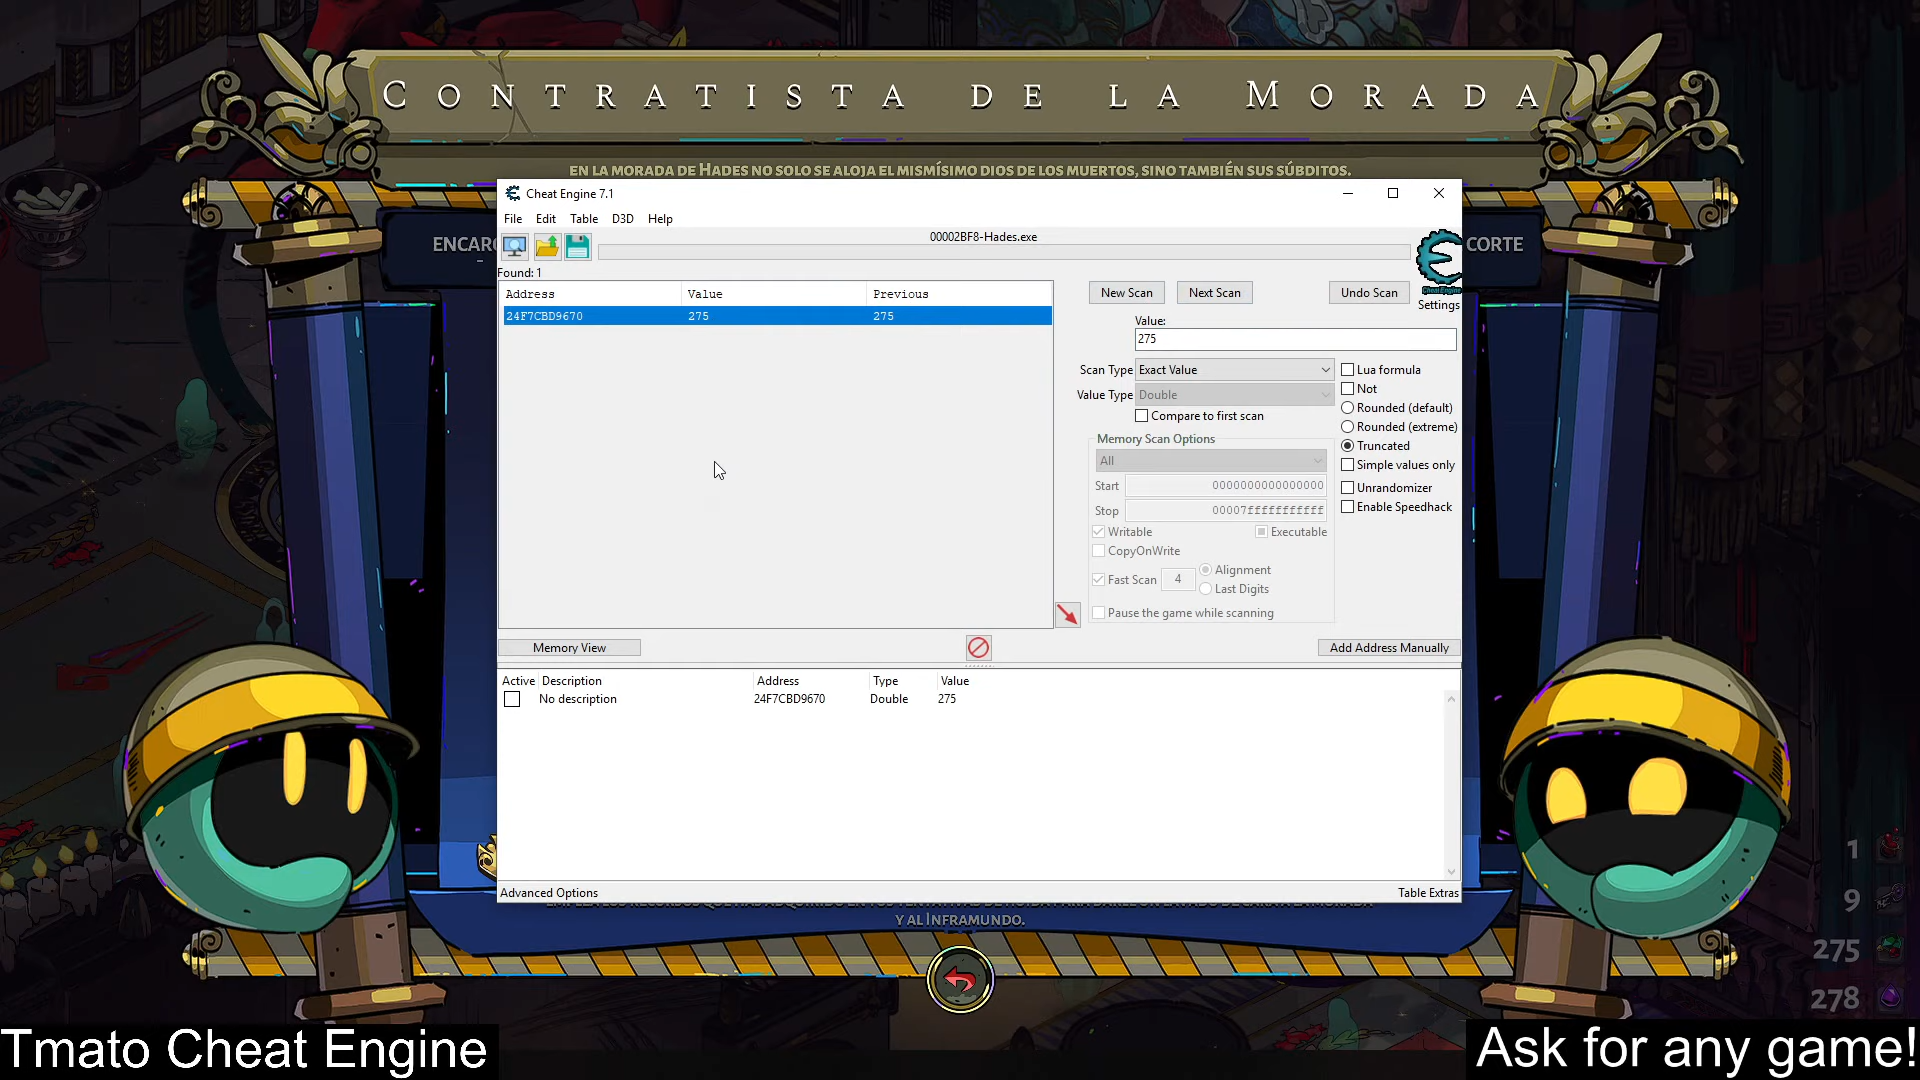 CONTRATISTA DE LA MORADA
EN LA MORADA DE HADES NO SOLO SE ALOJA EL MISMÍSIMO DIOS DE LOS MUERTOS, SINO TAMBIÉN SUS SÚBDITOS.
ENCAR
CORTE
Cheat Engine 7.1
File Edit Table D3D Help
00002BF8-Hades.exe
Found: 1
Address Value Previous
24F7CBD9670 275 275
New Scan Next Scan Undo Scan
Cheat Engine
Settings
Value:
275
Scan Type Exact Value
Value Type Double
Compare to first scan
Lua formula
Not
Rounded (default)
Rounded (extreme)
Truncated
Simple values only
Unrandomizer
Enable Speedhack
Memory Scan Options
All
Start 0000000000000000
Stop 00007fffffffffff
Writable Executable
CopyOnWrite
Fast Scan 4 Alignment
Last Digits
Pause the game while scanning
Memory View
Add Address Manually
Active Description Address Type Value
No description 24F7CBD9670 Double 275
Advanced Options Table Extras
Y AL INFRAMUNDO.
1
9
275
278
Tmato Cheat Engine
Ask for any game!